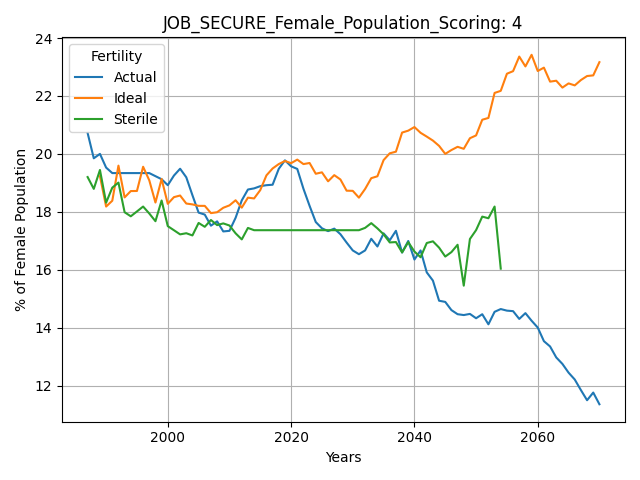 JOB_SECURE_Female_Population_Scoring: 4
24
22
20
18
16
14
12
% of Female Population
Fertility
Actual
Ideal
Sterile
2000
2020
2040
2060
Years